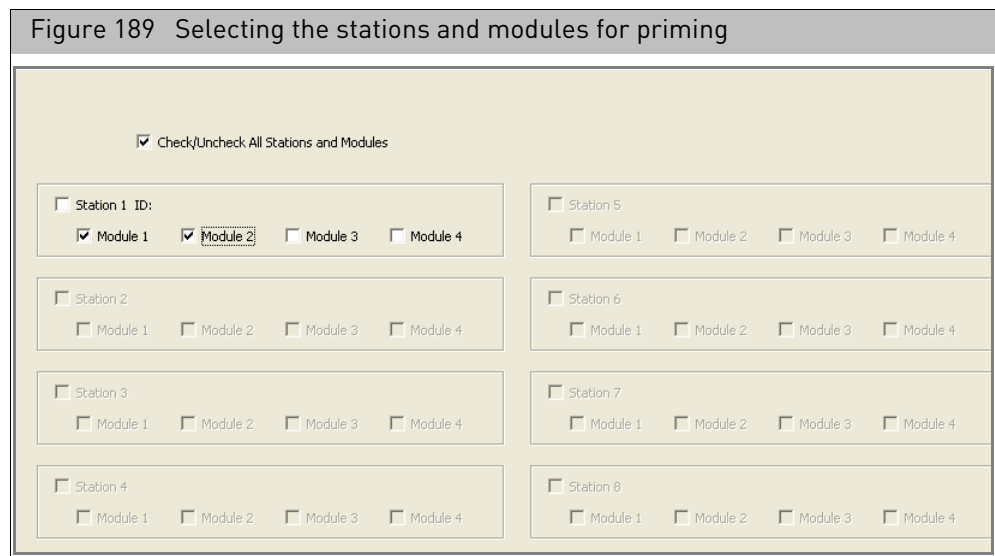 Figure 189 Selecting the stations and modules for priming
Check/Uncheck All Stations and Modules
Station 1 ID:
Module 1 Module 2 Module 3 Module 4
Station 2
Module 1 Module 2 Module 3 Module 4
Station 3
Module 1 Module 2 Module 3 Module 4
Station 4
Module 1 Module 2 Module 3 Module 4
Station 5
Module 1 Module 2 Module 3 Module 4
Station 6
Module 1 Module 2 Module 3 Module 4
Station 7
Module 1 Module 2 Module 3 Module 4
Station 8
Module 1 Module 2 Module 3 Module 4